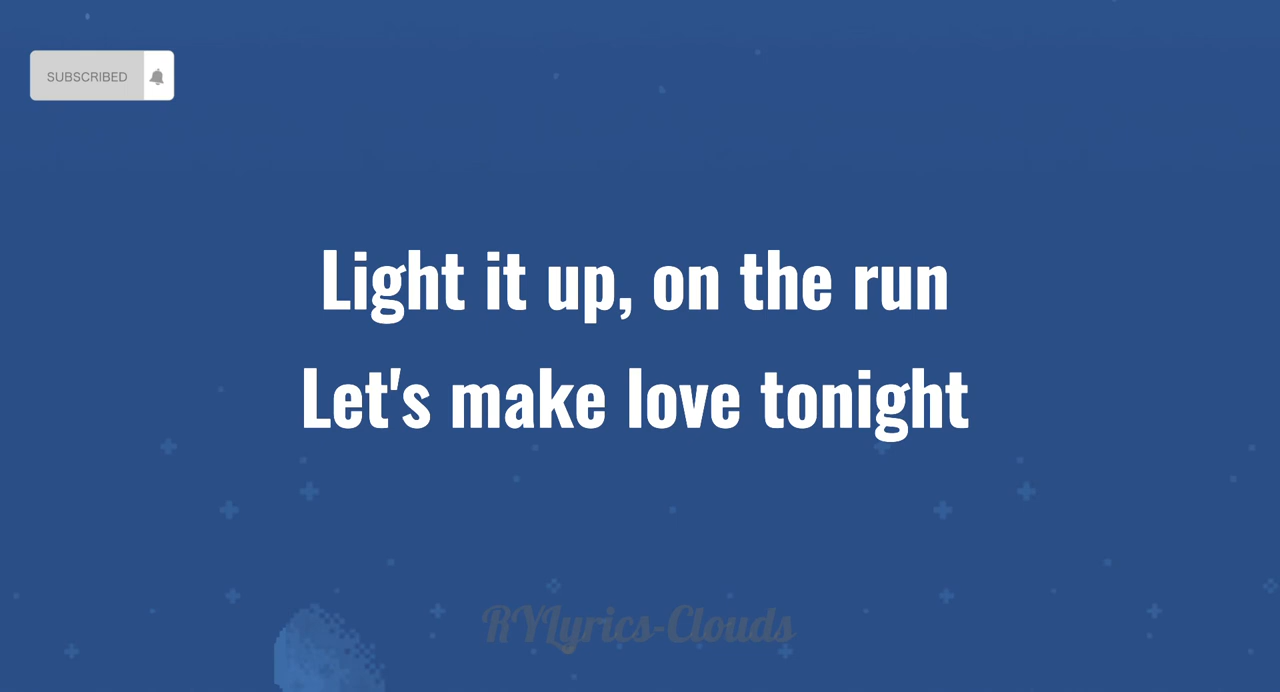 SUBSCRIBED
Light it up, on the run
Let's make love tonight
RYLyrics-Clouds